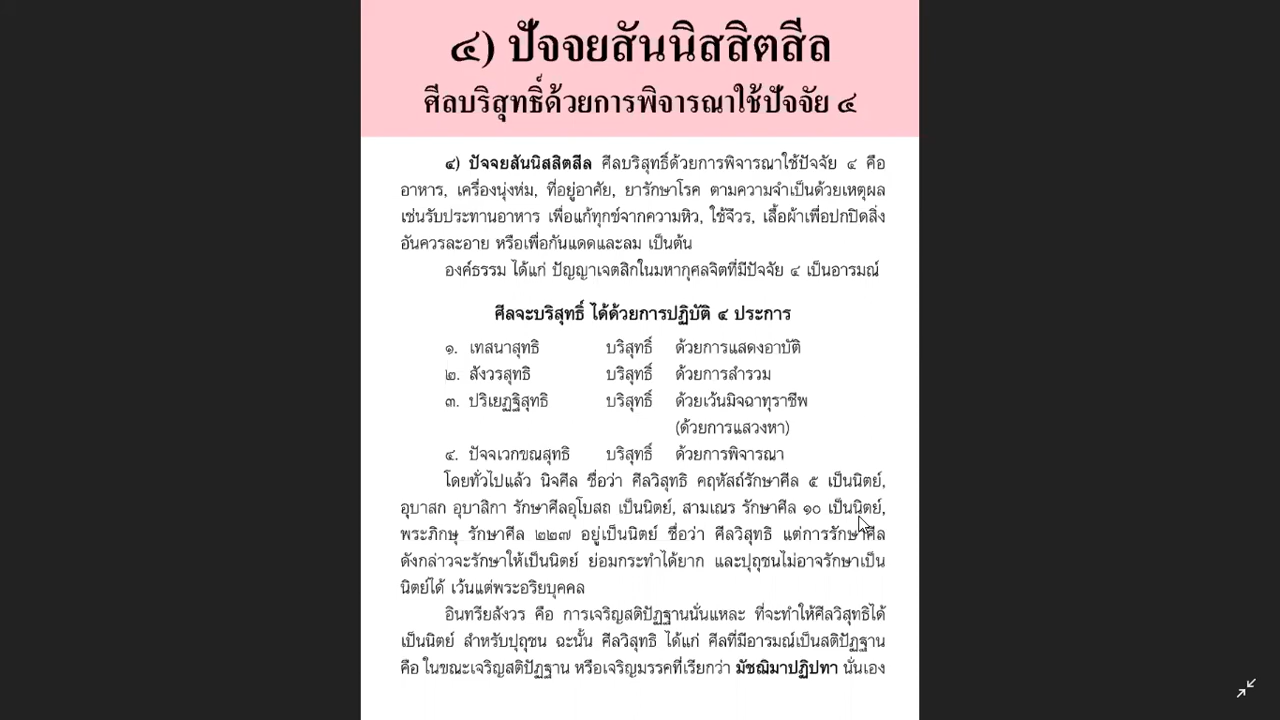 ๔) ปัจจยสันนิสสิตสีล
ศีลบริสุทธิ์ด้วยการพิจารณาใช้ปัจจัย ๔
๔) ปัจจยสันนิสสิตสีล ศีลบริสุทธิ์ด้วยการพิจารณาใช้ปัจจัย ๔ คือ
อาหาร, เครื่องนุ่งห่ม, ที่อยู่อาศัย, ยารักษาโรค ตามความจำเป็นด้วยเหตุผล
เช่นรับประทานอาหาร เพื่อแก้ทุกข์จากความหิว, ใช้จีวร, เสื้อผ้าเพื่อปกปิดสิ่ง
อันควรละอาย หรือเพื่อกันแดดและลม เป็นต้น
องค์ธรรม ได้แก่ ปัญญาเจตสิกในมหากุศลจิตที่มีปัจจัย ๔ เป็นอารมณ์
ศีลจะบริสุทธิ์ ได้ด้วยการปฏิบัติ ๔ ประการ
๑. เทสนาสุทธิ บริสุทธิ์ ด้วยการแสดงอาบัติ
๒. สังวรสุทธิ บริสุทธิ์ ด้วยการสำรวม
๓. ปริเยฏฐิสุทธิ บริสุทธิ์ ด้วยเว้นมิจฉาทุราชีพ
(ด้วยการแสวงหา)
๔. ปัจจเวกขณสุทธิ บริสุทธิ์ ด้วยการพิจารณา
โดยทั่วไปแล้ว นิจศีล ชื่อว่า ศีลวิสุทธิ คฤหัสถ์รักษาศีล ๕ เป็นนิตย์,
อุบาสก อุบาสิกา รักษาศีลอุโบสถ เป็นนิตย์, สามเณร รักษาศีล ๑๐ เป็นนิตย์,
พระภิกษุ รักษาศีล ๒๒๗ อยู่เป็นนิตย์ ชื่อว่า ศีลวิสุทธิ แต่การรักษาศีล
ดังกล่าวจะรักษาให้เป็นนิตย์ ย่อมกระทำได้ยาก และปุถุชนไม่อาจรักษาเป็น
นิตย์ได้ เว้นแต่พระอริยบุคคล
อินทรียสังวร คือ การเจริญสติปัฏฐานนั่นแหละ ที่จะทำให้ศีลวิสุทธิได้
เป็นนิตย์ สำหรับปุถุชน ฉะนั้น ศีลวิสุทธิ ได้แก่ ศีลที่มีอารมณ์เป็นสติปัฏฐาน
คือ ในขณะเจริญสติปัฏฐาน หรือเจริญมรรคที่เรียกว่า มัชฌิมาปฏิปทา นั่นเอง